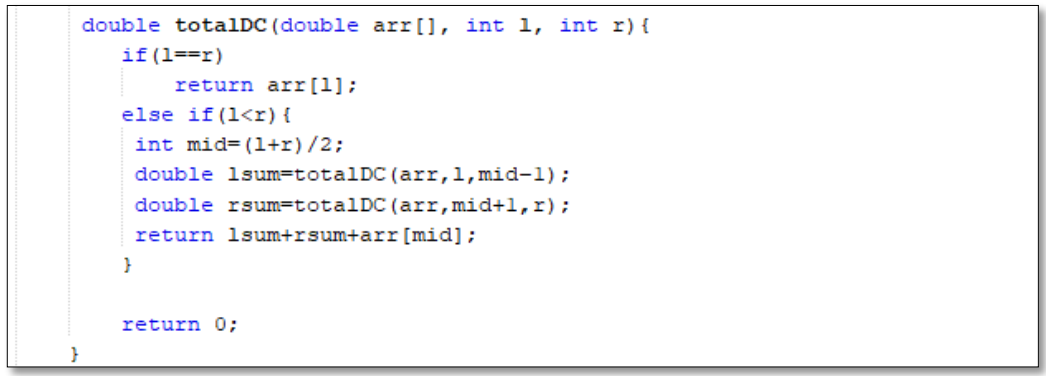 double totalDC(double arr[], int l, int r){
if(l==r)
return arr[l];
else if(l<r){
int mid=(l+r)/2;
double lsum=totalDC(arr,l,mid-1);
double rsum=totalDC(arr,mid+1,r);
return lsum+rsum+arr[mid];
}
return 0;
}